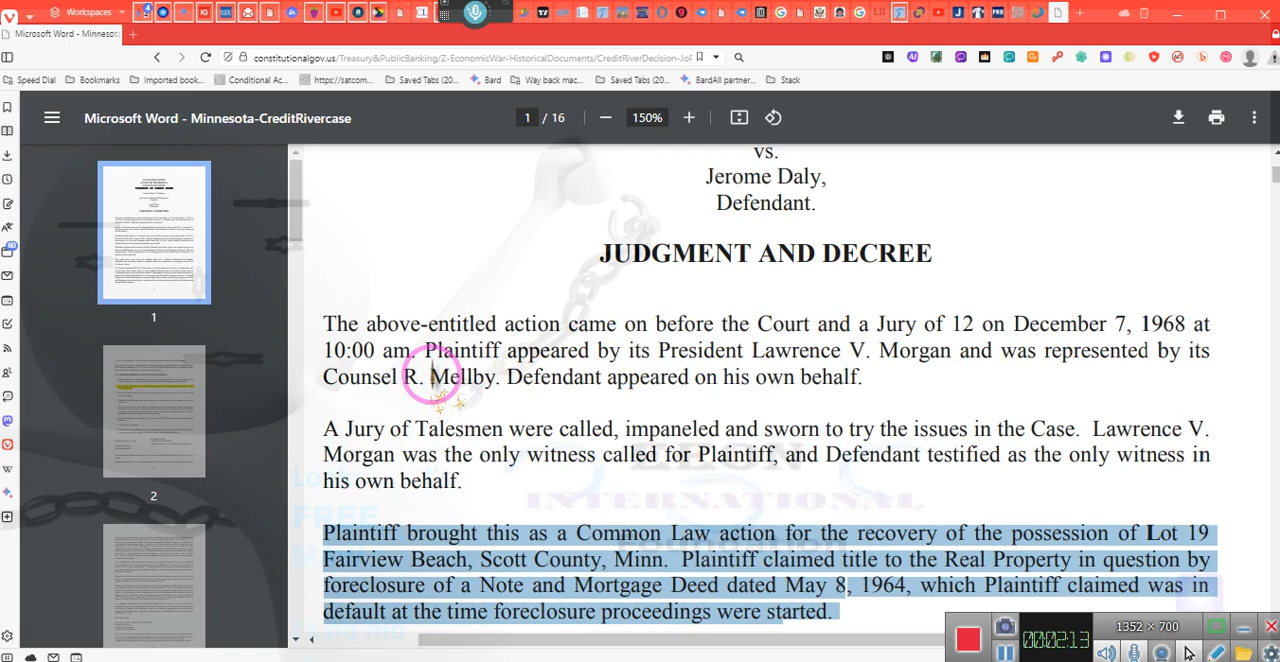 Workspaces
Minnesota-CreditRivercase
constitutionalgov.us/Treasury&PublicBanking/Z-EconomicWar-HistoricalDocuments/CreditRiverDecision-JoF
Speed Dial Bookmarks Imported book... Conditional Ac... https://satcom... Saved Tabs (20... Bard Way back mac... Saved Tabs (20... BardAll partner... Stack
Microsoft Word - Minnesota-CreditRivercase 1 / 16 150%
vs.
Jerome Daly,
Defendant.
JUDGMENT AND DECREE
The above-entitled action came on before the Court and a Jury of 12 on December 7, 1968 at
10:00 am. Plaintiff appeared by its President Lawrence V. Morgan and was represented by its
Counsel R. Mellby. Defendant appeared on his own behalf.
A Jury of Talesmen were called, impaneled and sworn to try the issues in the Case. Lawrence V.
Morgan was the only witness called for Plaintiff, and Defendant testified as the only witness in
his own behalf.
INTERNATIONAL
Plaintiff brought this as a Common Law action for the recovery of the possession of Lot 19
Fairview Beach, Scott County, Minn. Plaintiff claimed title to the Real Property in question by
foreclosure of a Note and Mortgage Deed dated May 8, 1964, which Plaintiff claimed was in
default at the time foreclosure proceedings were started.
1
2
1352 × 700
00:02:13